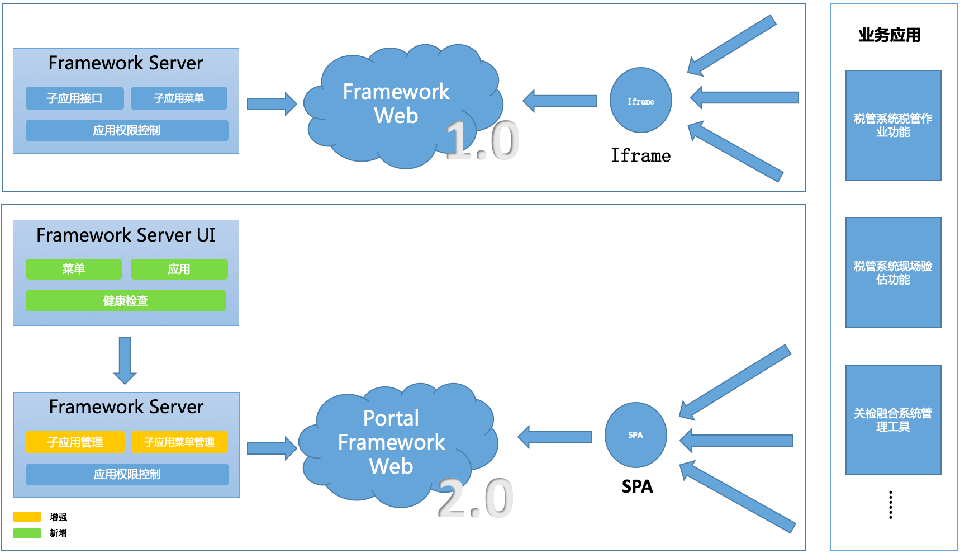 Framework Server
子应用接口
子应用菜单
应用权限控制
Framework
Web
1.0
Iframe
Iframe
Framework Server UI
菜单
应用
健康检查
Framework Server
子应用管理
子应用菜单管理
应用权限控制
Portal
Framework
Web
2.0
SPA
SPA
增强
新增
业务应用
税管系统税管作
业功能
税管系统现场验
估功能
关检融合系统管
理工具